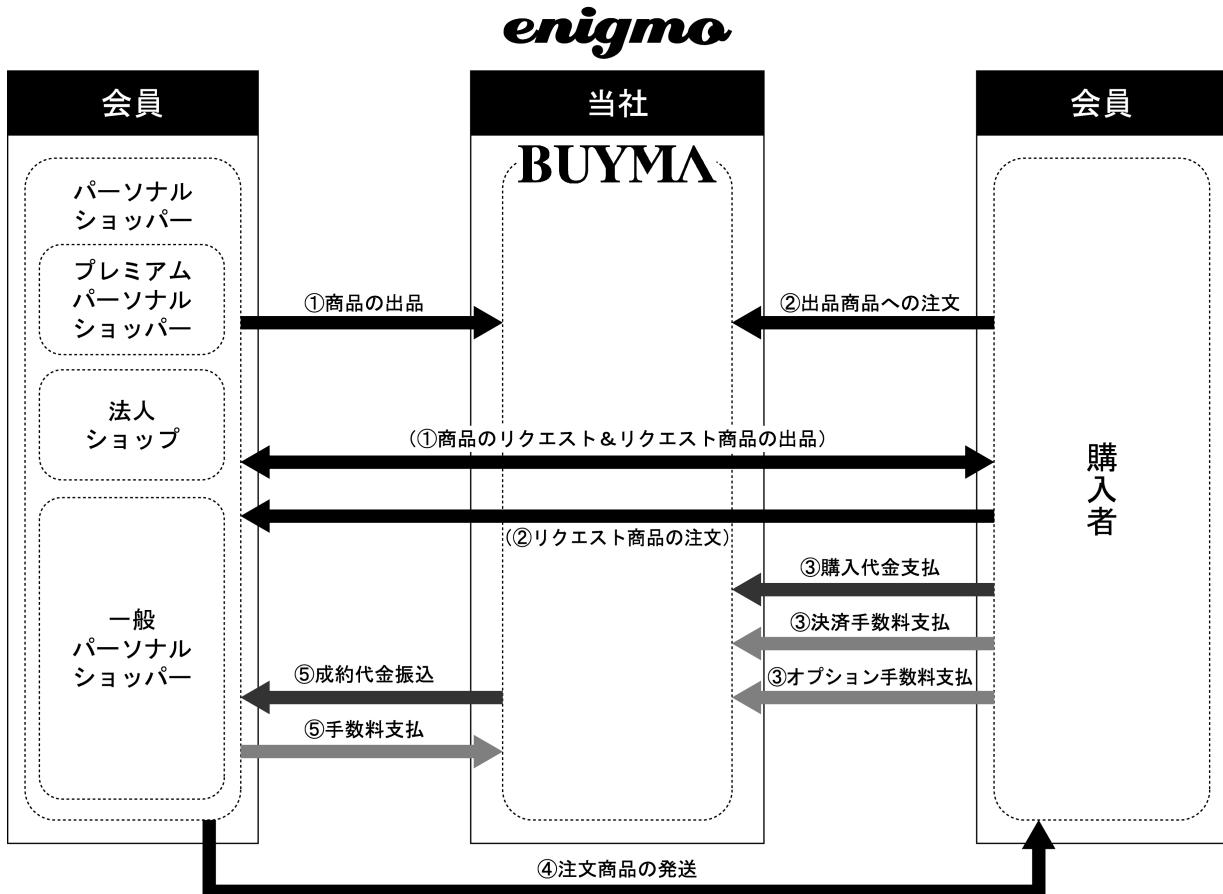 enigmo
会員
当社
会員
BUYMA
パーソナル
ショッパー
プレミアム
パーソナル
ショッパー
①商品の出品
②出品商品への注文
法人
ショップ
（①商品のリクエスト＆リクエスト商品の出品）
購入者
（②リクエスト商品の注文）
③購入代金支払
一般
パーソナル
ショッパー
③決済手数料支払
⑤成約代金振込
③オプション手数料支払
⑤手数料支払
④注文商品の発送